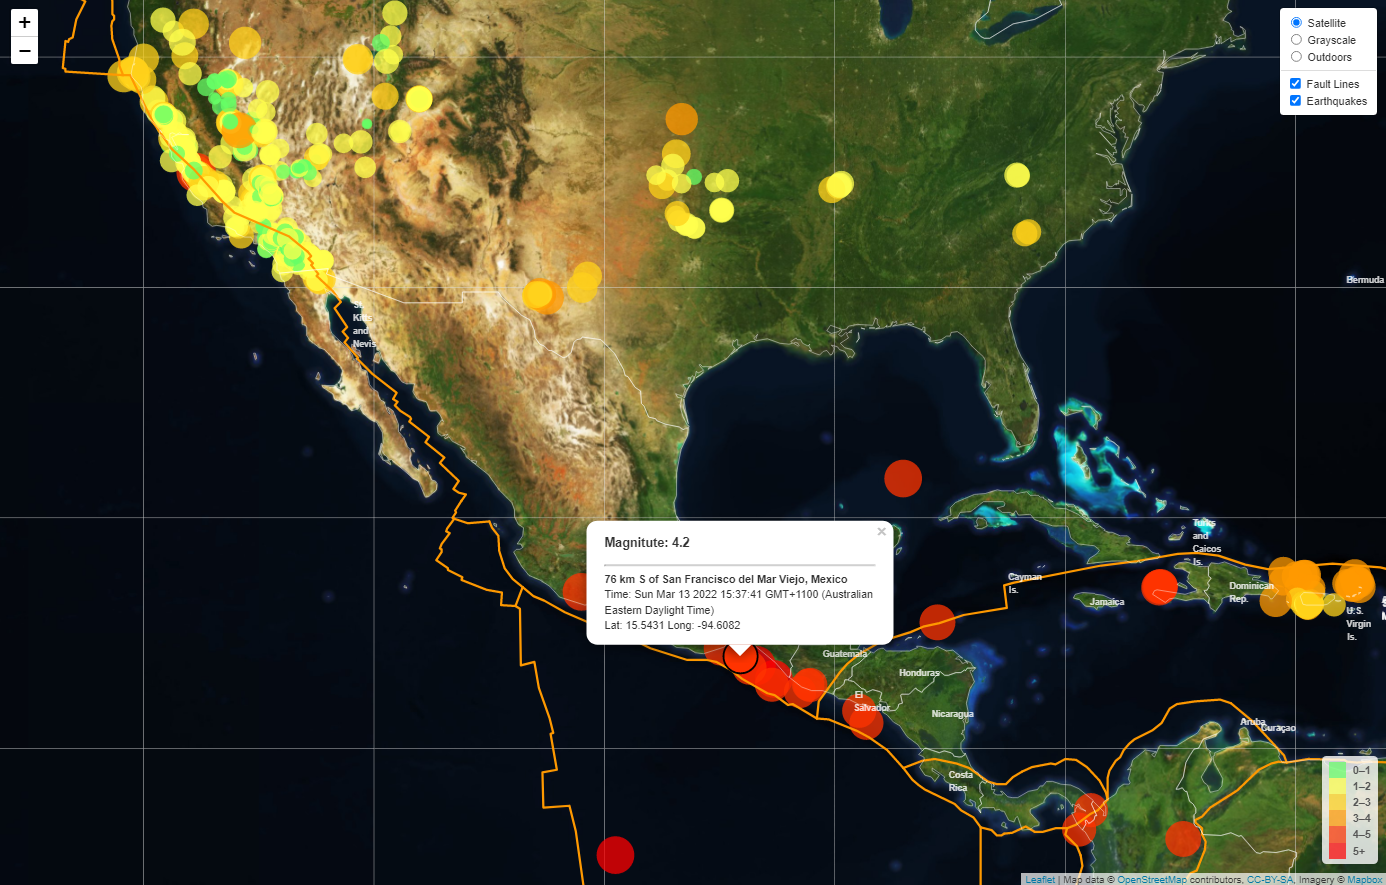 +
−
Satellite
Grayscale
Outdoors
Fault Lines
Earthquakes
Bermuda
Kitts
and
Nevis
Turks
and
Caicos
Is.
Cayman
Is.
Jamaica
Dominican
Rep.
U.S.
Virgin
Is.
×
Magnitute: 4.2
76 km S of San Francisco del Mar Viejo, Mexico
Time: Sun Mar 13 2022 15:37:41 GMT+1100 (Australian
Eastern Daylight Time)
Lat: 15.5431 Long: -94.6082
Guatemala
Honduras
El
Salvador
Nicaragua
Aruba
Curaçao
Costa
Rica
0–1
1–2
2–3
3–4
4–5
5+
Leaflet | Map data © OpenStreetMap contributors, CC-BY-SA, Imagery © Mapbox